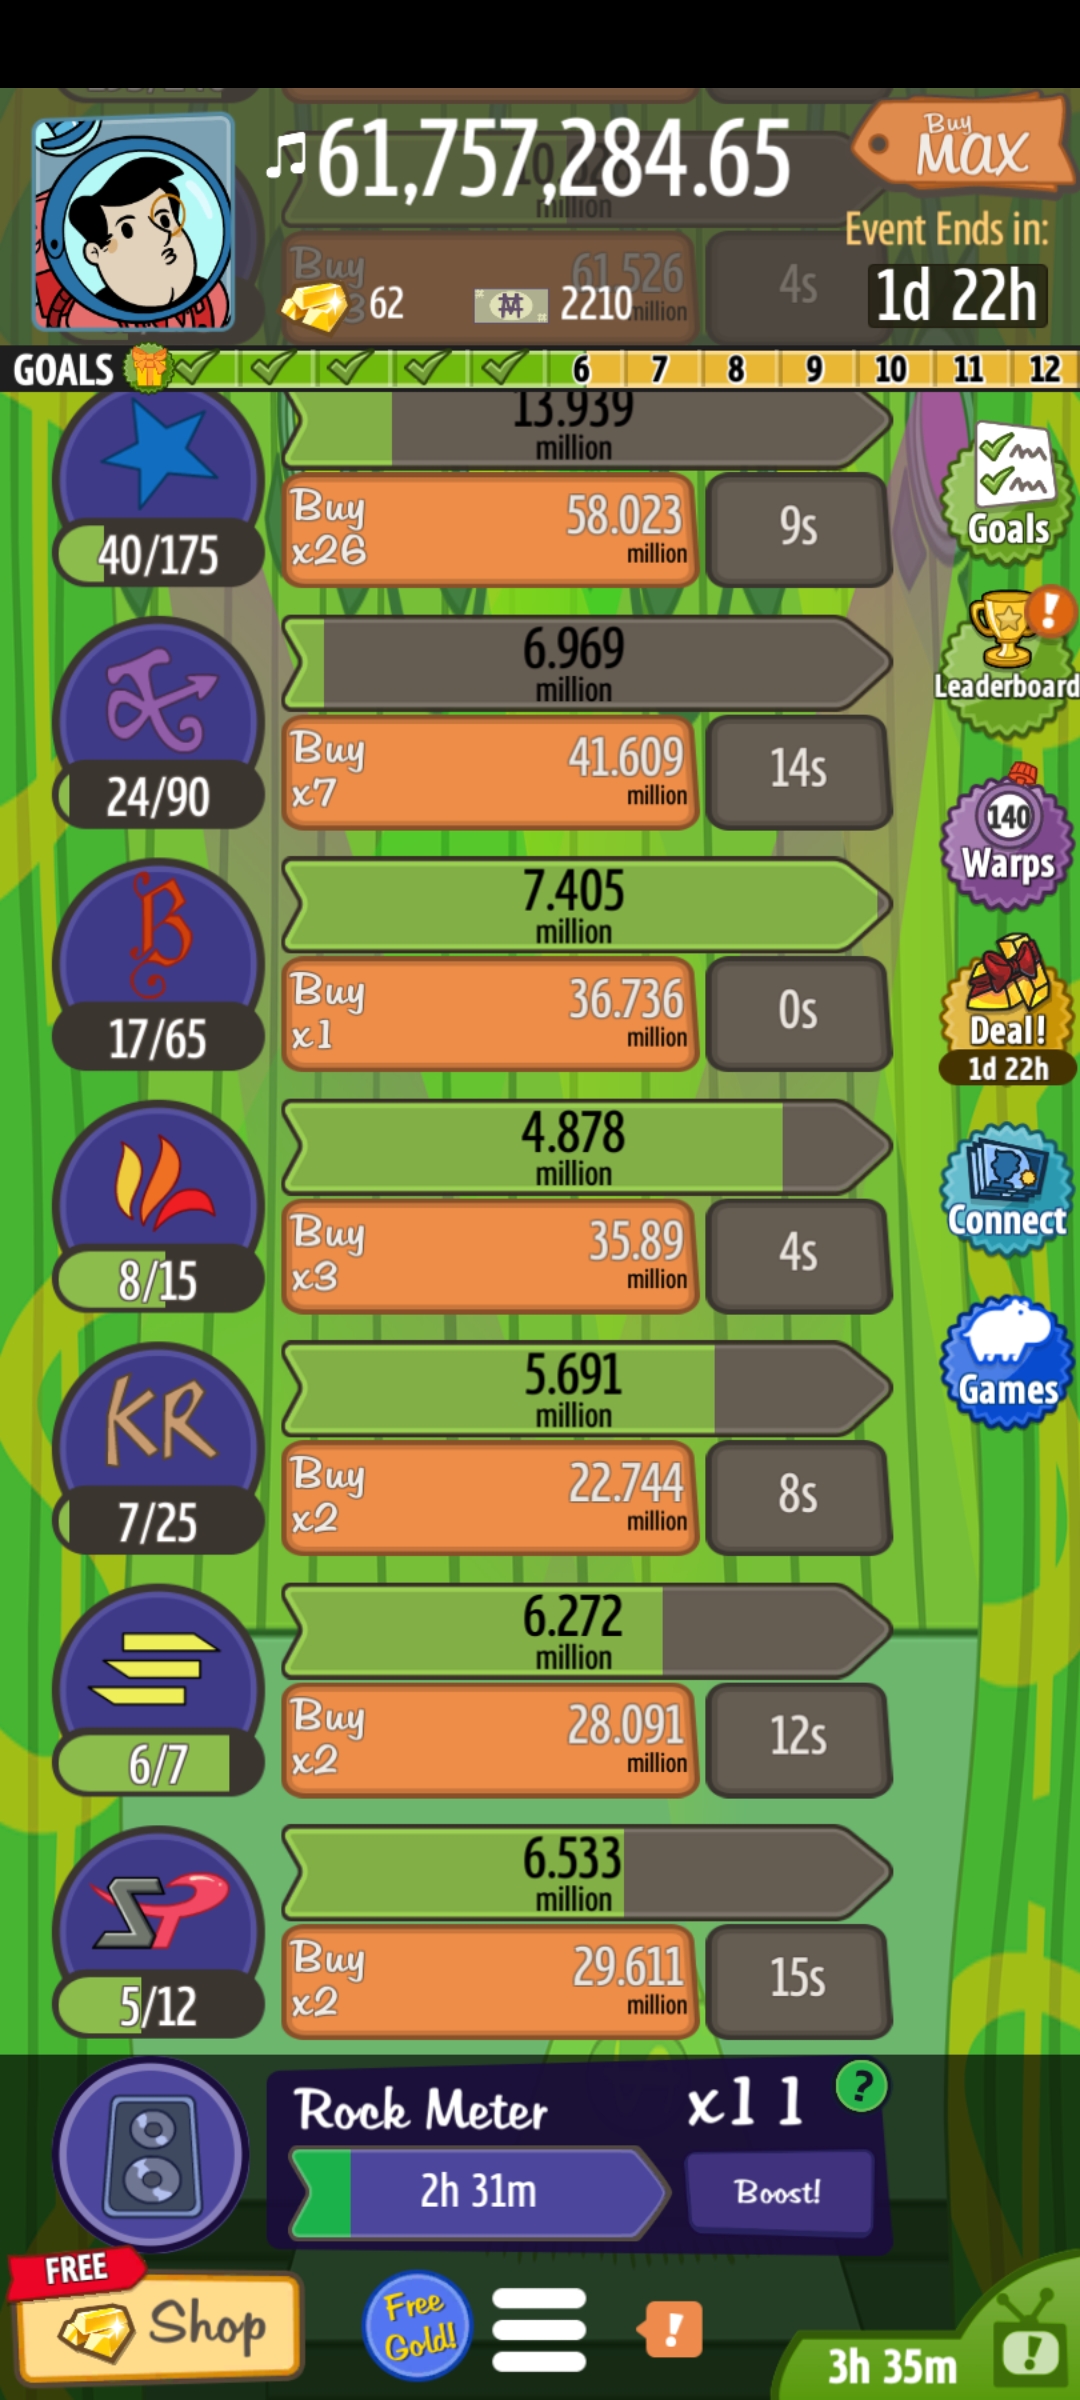 61,757,284.65
Buy
MAX
Event Ends in:
1d 22h
Buy
61.526
million
4s
62
2210
million
GOALS 6 7 8 9 10 11 12
13.939
million
Buy
x26
58.023
million
9s
40/175
Goals
6.969
million
Buy
x7
41.609
million
14s
24/90
Leaderboard
140
Warps
B
7.405
million
Buy
x1
36.736
million
0s
17/65
Deal!
1d 22h
4.878
million
Buy
x3
35.89
million
4s
8/15
Connect
KR
5.691
million
Buy
x2
22.744
million
8s
7/25
Games
6.272
million
Buy
x2
28.091
million
12s
6/7
SP
6.533
million
Buy
x2
29.611
million
15s
5/12
Rock Meter
x11
?
2h 31m
Boost!
FREE
Shop
Free
Gold!
!
3h 35m
!